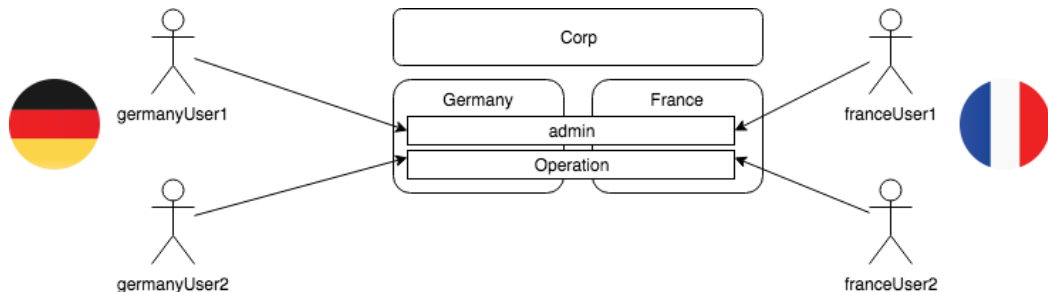 Corp
Germany
France
germanyUser1
admin
franceUser1
Operation
germanyUser2
franceUser2